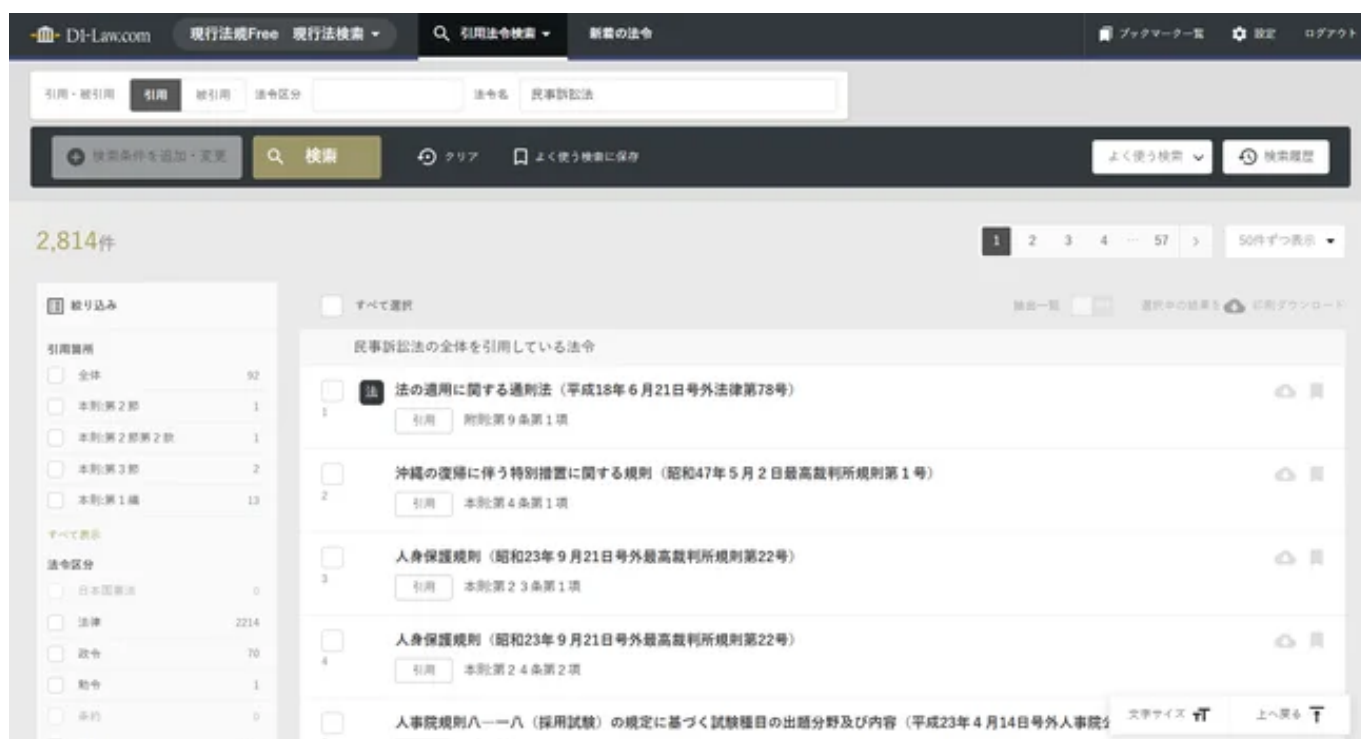 D1-Law.com 現行法規Free 現行法検索 引用法令検索 新着の法令 ブックマーク一覧 設定 ログアウト
引用・被引用 引用 被引用 法令区分 法令名 民事訴訟法
検索条件を追加・変更 検索 クリア よく使う検索に保存 よく使う検索 検索履歴
2,814件 1 2 3 4 … 57 > 50件ずつ表示
絞り込み すべて選択 抽出一覧 選択中の結果を 印刷ダウンロード
引用箇所 民事訴訟法の全体を引用している法令
全体 92
本則:第2節 1
本則:第2節第2款 1
本則:第3節 2
本則:第1編 13
すべて表示
法令区分
日本国憲法 0
法律 2214
政令 70
勅令 1
条約 0
1 法 法の適用に関する通則法（平成18年6月21日号外法律第78号）
引用 附則:第9条第1項
2 沖縄の復帰に伴う特別措置に関する規則（昭和47年5月2日最高裁判所規則第1号）
引用 本則:第4条第1項
3 人身保護規則（昭和23年9月21日号外最高裁判所規則第22号）
引用 本則:第23条第1項
4 人身保護規則（昭和23年9月21日号外最高裁判所規則第22号）
引用 本則:第24条第2項
人事院規則八―一八（採用試験）の規定に基づく試験種目の出題分野及び内容（平成23年4月14日号外人事院公
文字サイズ 上へ戻る